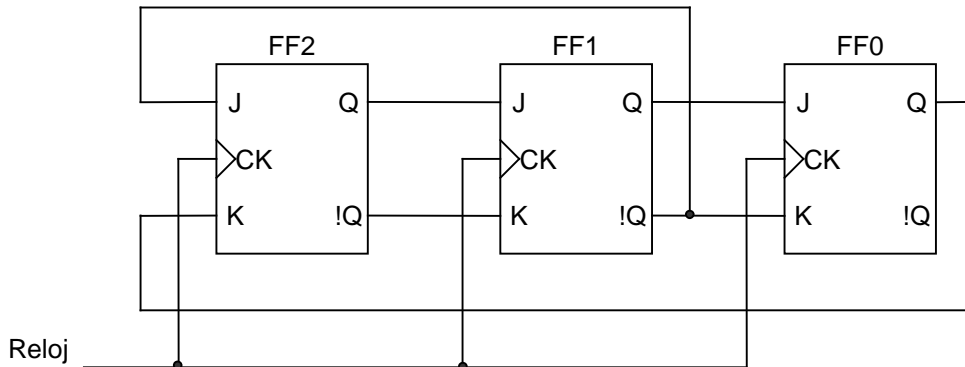 FF2 FF1 FF0
J Q J Q J Q
CK CK CK
K !Q K !Q K !Q
Reloj